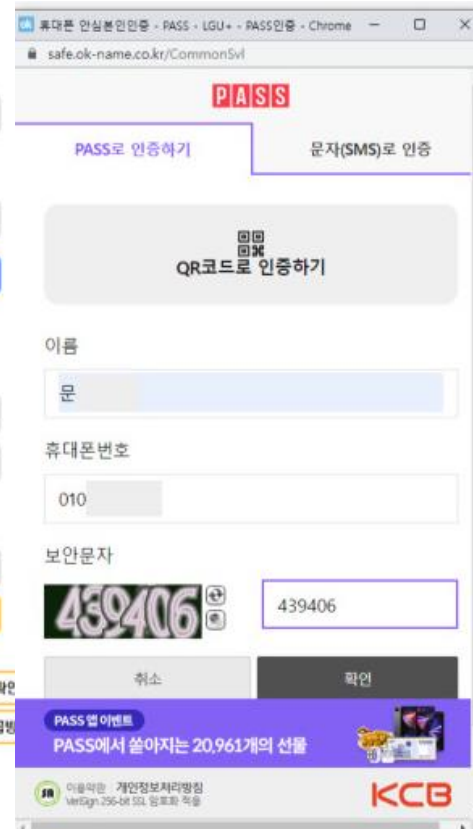 휴대폰 안심본인인증 - PASS - LGU+ - PASS인증 - Chrome
safe.ok-name.co.kr/CommonSvl
PASS
PASS로 인증하기
문자(SMS)로 인증
QR코드로 인증하기
이름
문
휴대폰번호
010
보안문자
439406
439406
취소
확인
PASS 앱 이벤트
PASS에서 쏟아지는 20,961개의 선물
이용약관 개인정보처리방침
VeriSign 256-bit SSL 암호화 적용
KCB